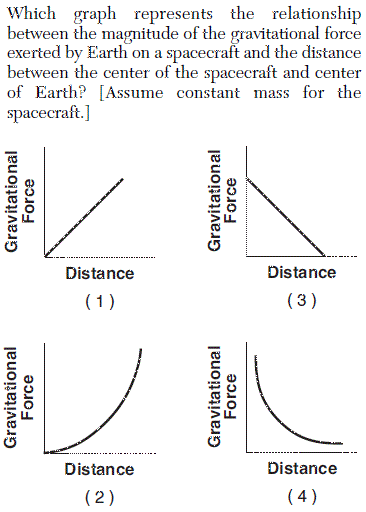 Which graph represents the relationship
between the magnitude of the gravitational force
exerted by Earth on a spacecraft and the distance
between the center of the spacecraft and center
of Earth? [Assume constant mass for the
spacecraft.]
Gravitational
Force
Distance
(1)
Gravitational
Force
Distance
(3)
Gravitational
Force
Distance
(2)
Gravitational
Force
Distance
(4)